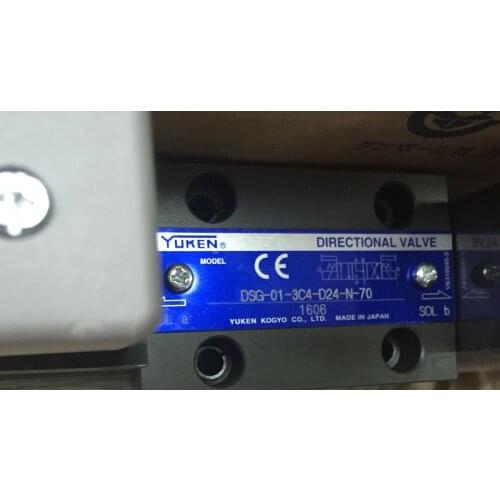 YUKEN® DIRECTIONAL VALVE
MODEL CE
DSG-01-3C4-D24-N-70
1606
YUKEN KOGYO CO., LTD. MADE IN JAPAN
SOL b